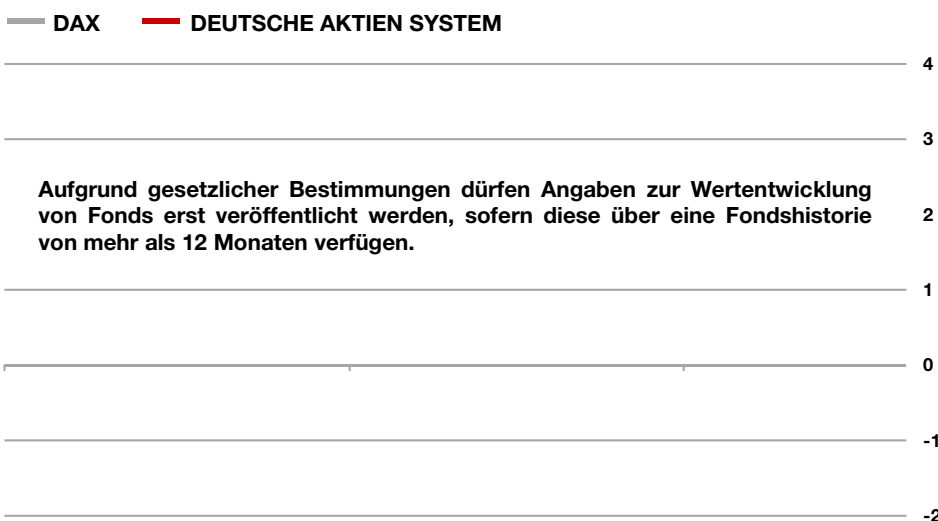 DAX DEUTSCHE AKTIEN SYSTEM
4
3
Aufgrund gesetzlicher Bestimmungen dürfen Angaben zur Wertentwicklung
von Fonds erst veröffentlicht werden, sofern diese über eine Fondshistorie
von mehr als 12 Monaten verfügen.
2
1
0
-1
-2